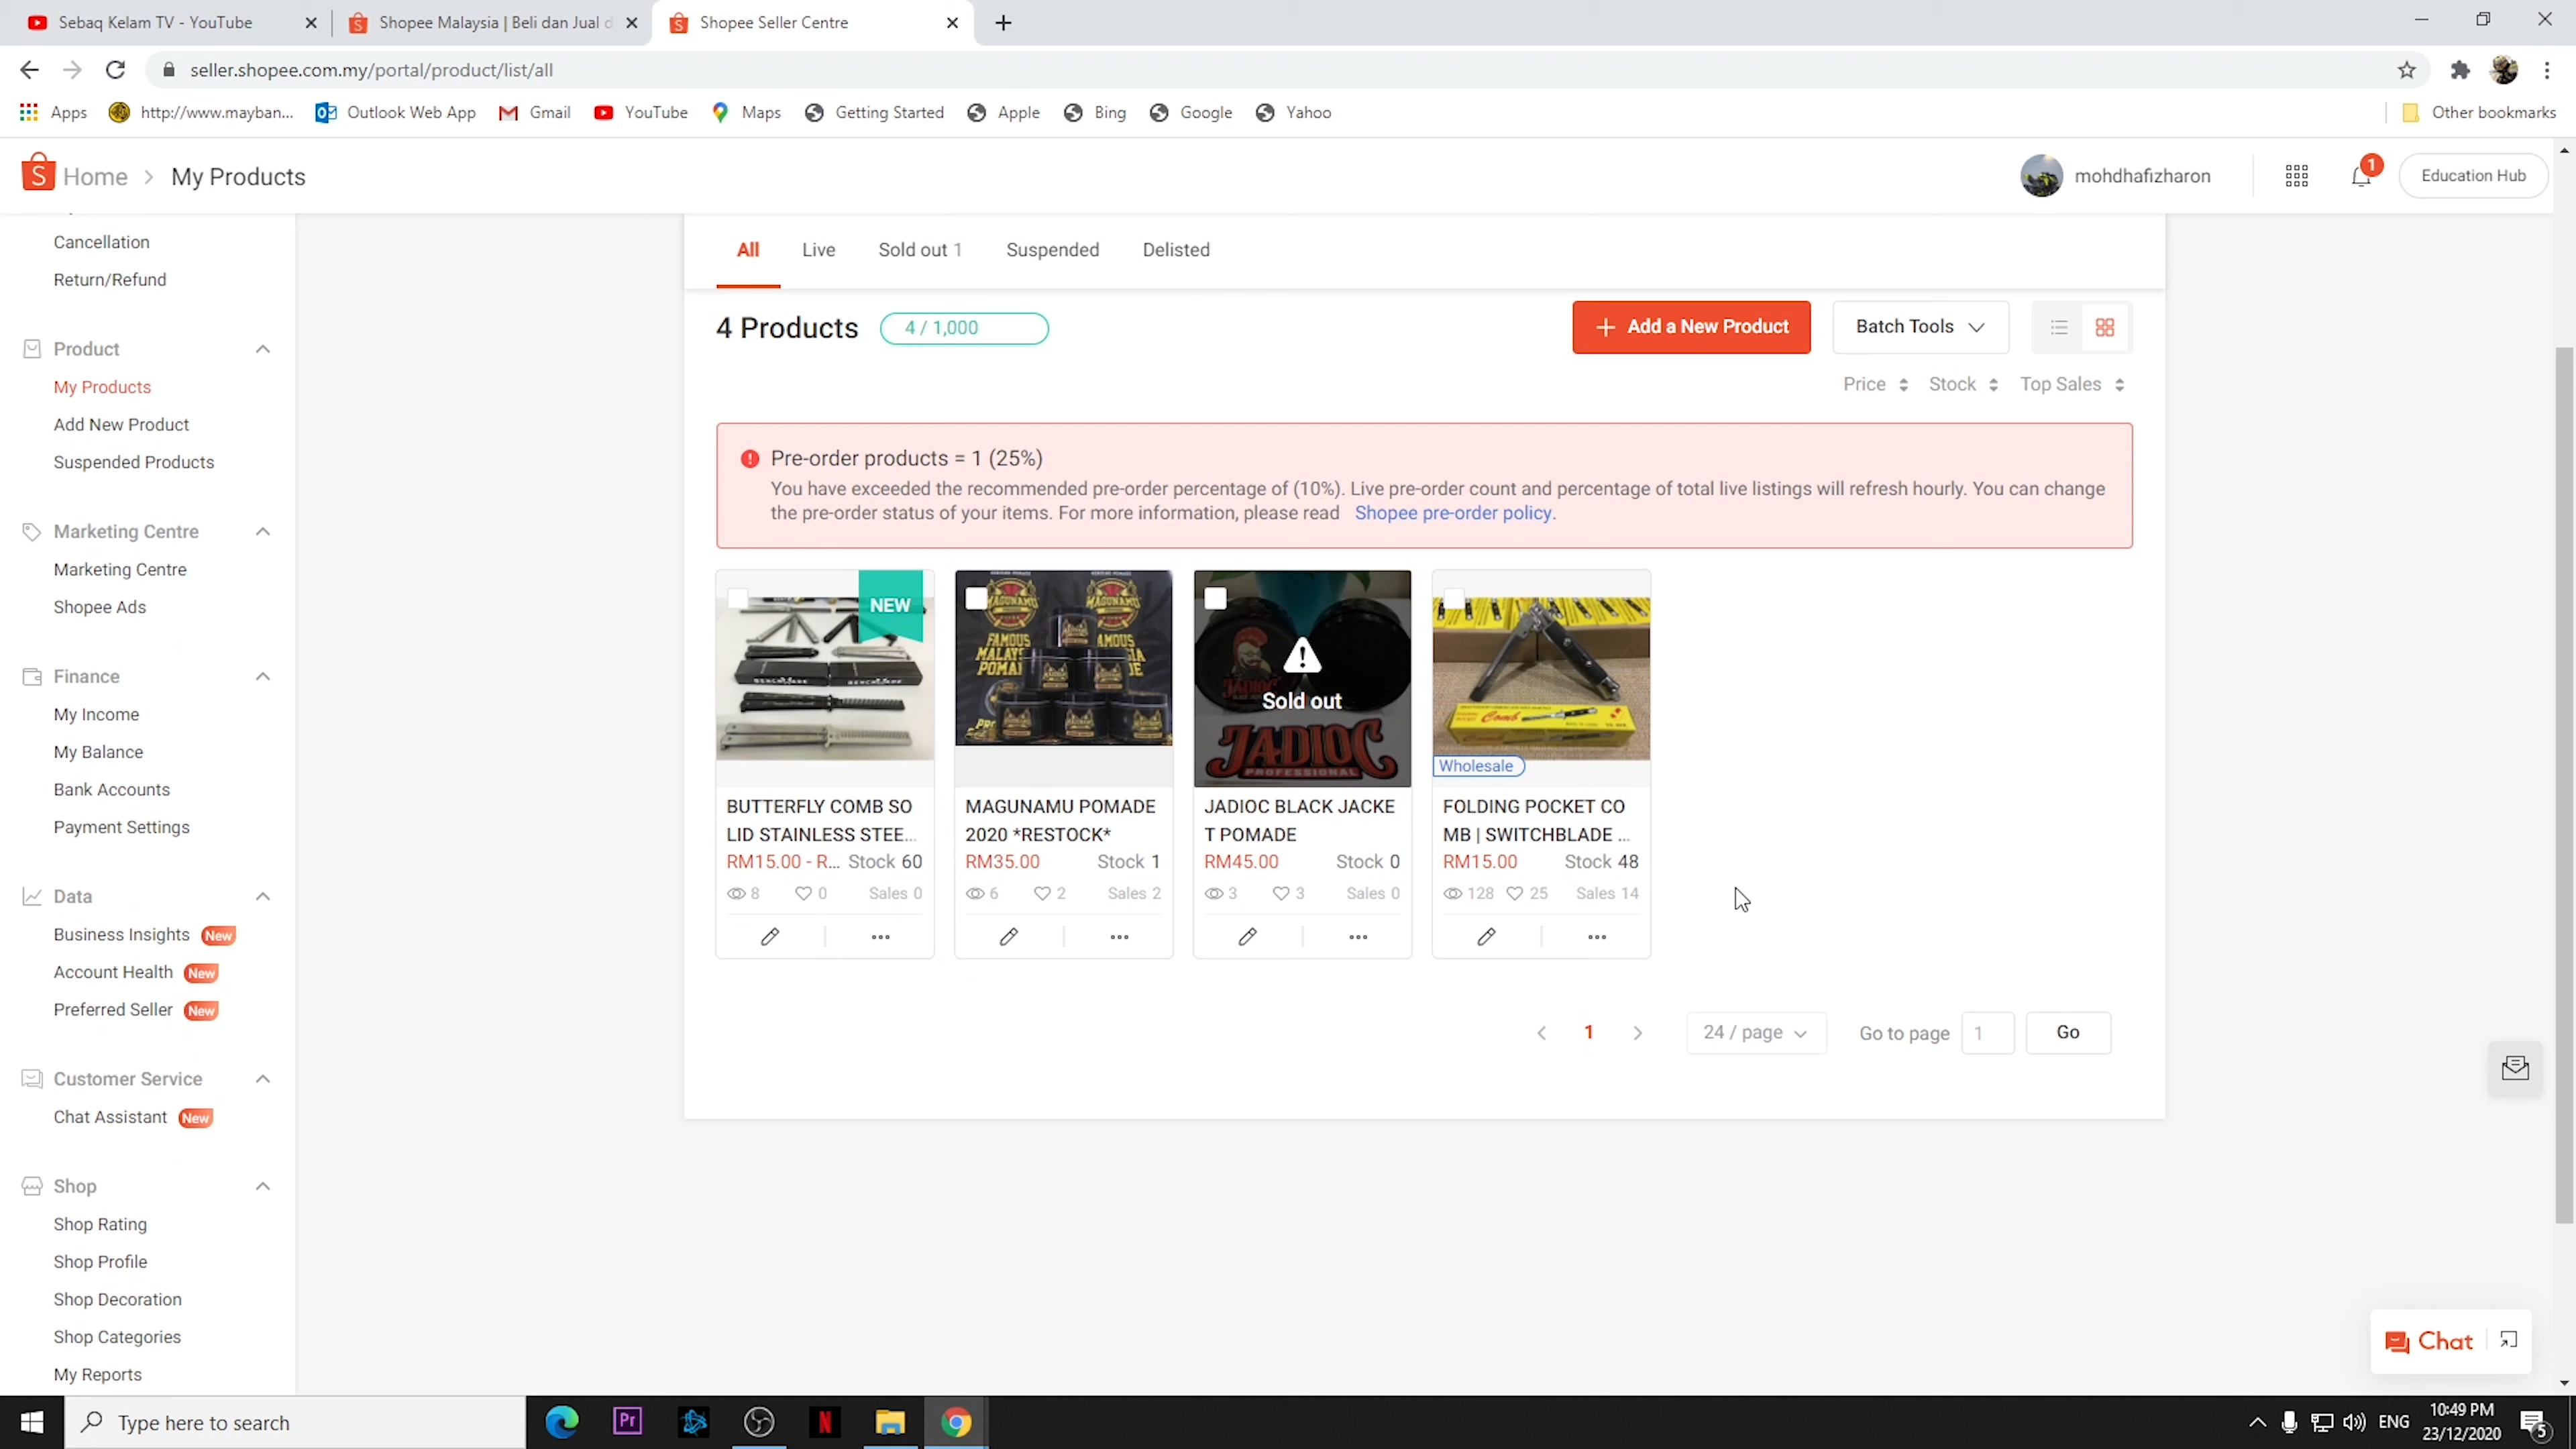 Sebaq Kelam TV - YouTube
Shopee Malaysia | Beli dan Jual d
Shopee Seller Centre
seller.shopee.com.my/portal/product/list/all
Apps
http://www.mayban...
Outlook Web App
Gmail
YouTube
Maps
Getting Started
Apple
Bing
Google
Yahoo
Other bookmarks
Home > My Products
mohdhafizharon
1
Education Hub
Cancellation
Return/Refund
Product
My Products
Add New Product
Suspended Products
Marketing Centre
Marketing Centre
Shopee Ads
Finance
My Income
My Balance
Bank Accounts
Payment Settings
Data
Business Insights New
Account Health New
Preferred Seller New
Customer Service
Chat Assistant New
Shop
Shop Rating
Shop Profile
Shop Decoration
Shop Categories
My Reports
All
Live
Sold out 1
Suspended
Delisted
4 Products
4 / 1,000
+ Add a New Product
Batch Tools
Price
Stock
Top Sales
Pre-order products = 1 (25%)
You have exceeded the recommended pre-order percentage of (10%). Live pre-order count and percentage of total live listings will refresh hourly. You can change
the pre-order status of your items. For more information, please read Shopee pre-order policy.
NEW
BUTTERFLY COMB SO
LID STAINLESS STEE...
RM15.00 - R... Stock 60
8 0 Sales 0
MAGUNAMU
FAMOUS
MALAYSIA
POMADE
MAGUNAMU POMADE
2020 *RESTOCK*
RM35.00 Stock 1
6 2 Sales 2
Sold out
JADIOC
PROFESSIONAL
JADIOC BLACK JACKE
T POMADE
RM45.00 Stock 0
3 3 Sales 0
Comb
Wholesale
FOLDING POCKET CO
MB | SWITCHBLADE ...
RM15.00 Stock 48
128 25 Sales 14
1
24 / page
Go to page
1
Go
Chat
Type here to search
Pr
N
ENG
10:49 PM
23/12/2020
5